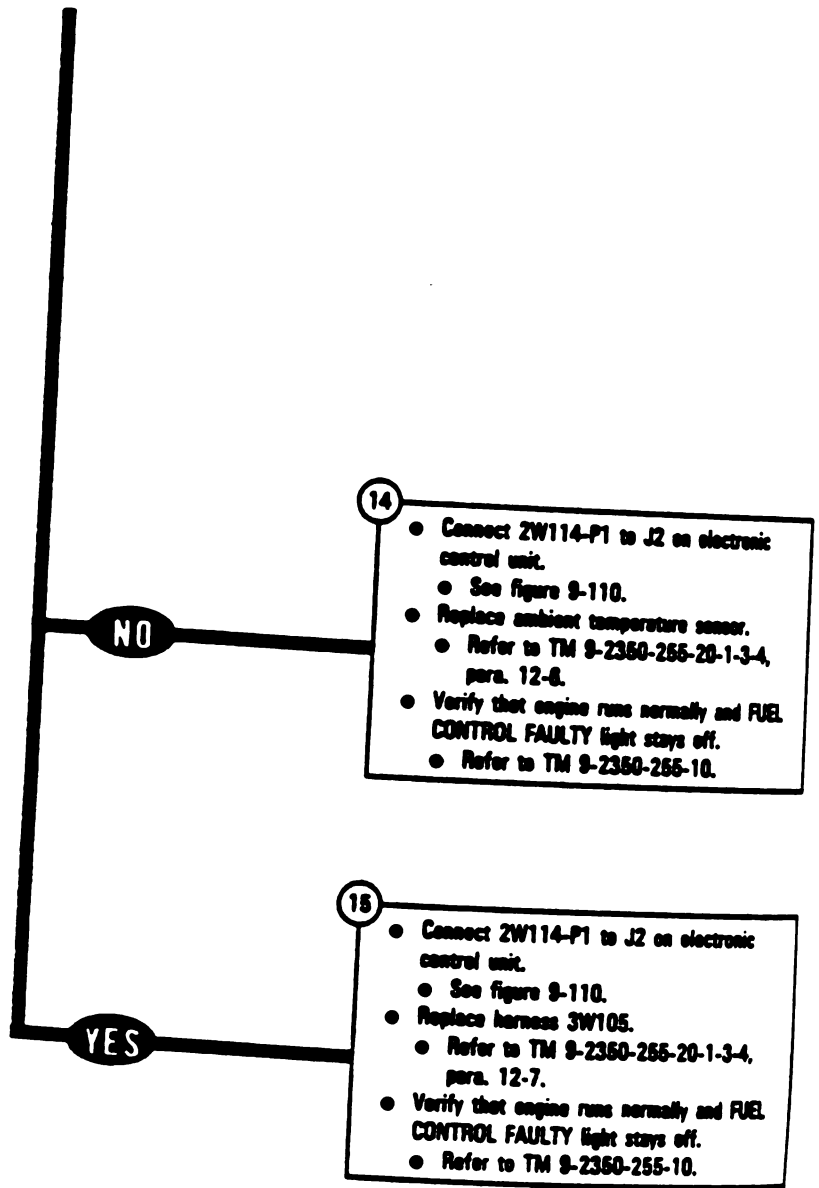 14
● Connect 2W114-P1 to J2 on electronic
control unit.
● See figure 9-110.
● Replace ambient temperature sensor.
● Refer to TM 9-2350-255-20-1-3-4,
para. 12-6.
● Verify that engine runs normally and FUEL
CONTROL FAULTY light stays off.
● Refer to TM 9-2350-255-10.
NO
15
● Connect 2W114-P1 to J2 on electronic
control unit.
● See figure 9-110.
● Replace harness 3W105.
● Refer to TM 9-2350-255-20-1-3-4,
para. 12-7.
● Verify that engine runs normally and FUEL
CONTROL FAULTY light stays off.
● Refer to TM 9-2350-255-10.
YES